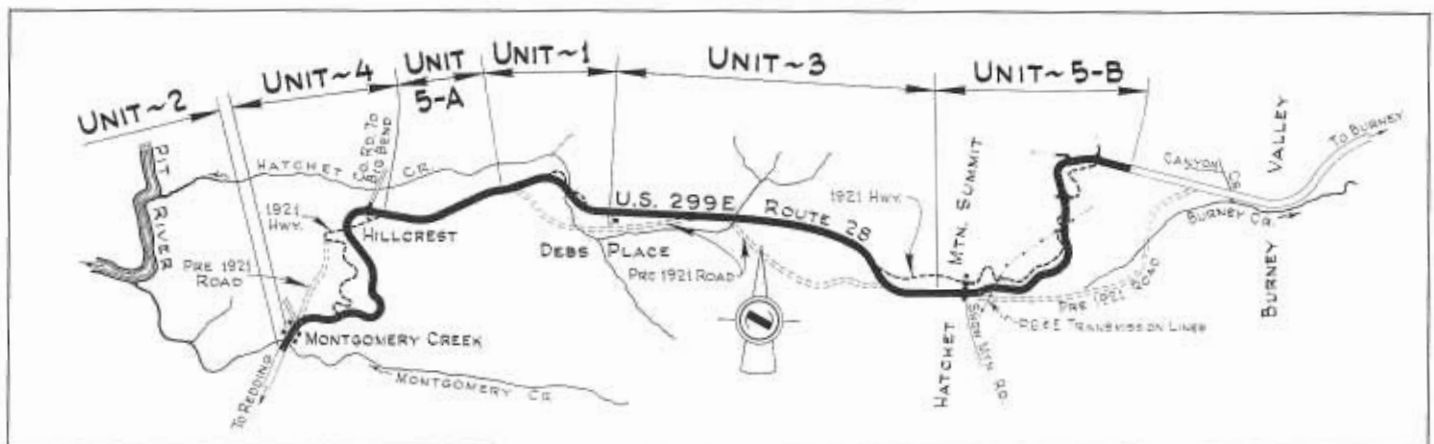 UNIT~2
UNIT~4
UNIT
5-A
UNIT~1
UNIT~3
UNIT~5-B
PIT
RIVER
HATCHET CR.
CO. RD. TO
BIG BEND
1921
HWY.
HILLCREST
PRE 1921
ROAD
MONTGOMERY CREEK
TO REDDING
MONTGOMERY CR.
DEBS PLACE
U.S. 299E ROUTE 28
PRE 1921 ROAD
1921 HWY.
HATCHET MTN. SUMMIT
MTN RD.
P.G&E TRANSMISSION LINES
PRE 1921 ROAD
CANYON
CR.
BURNEY CR.
BURNEY VALLEY
TO BURNEY